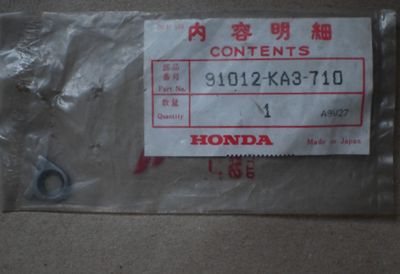 内容明細
CONTENTS
部品番号 Part No. 91012-KA3-710
数量 Quantity 1 A9V27
HONDA Made in Japan